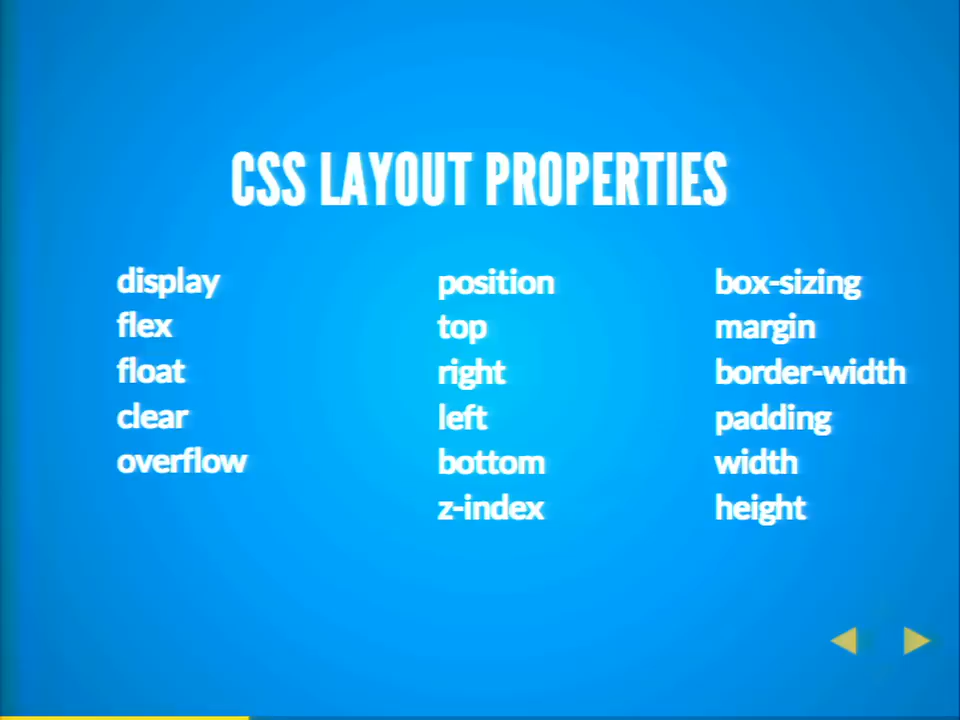 CSS LAYOUT PROPERTIES
display
flex
float
clear
overflow
position
top
right
left
bottom
z-index
box-sizing
margin
border-width
padding
width
height